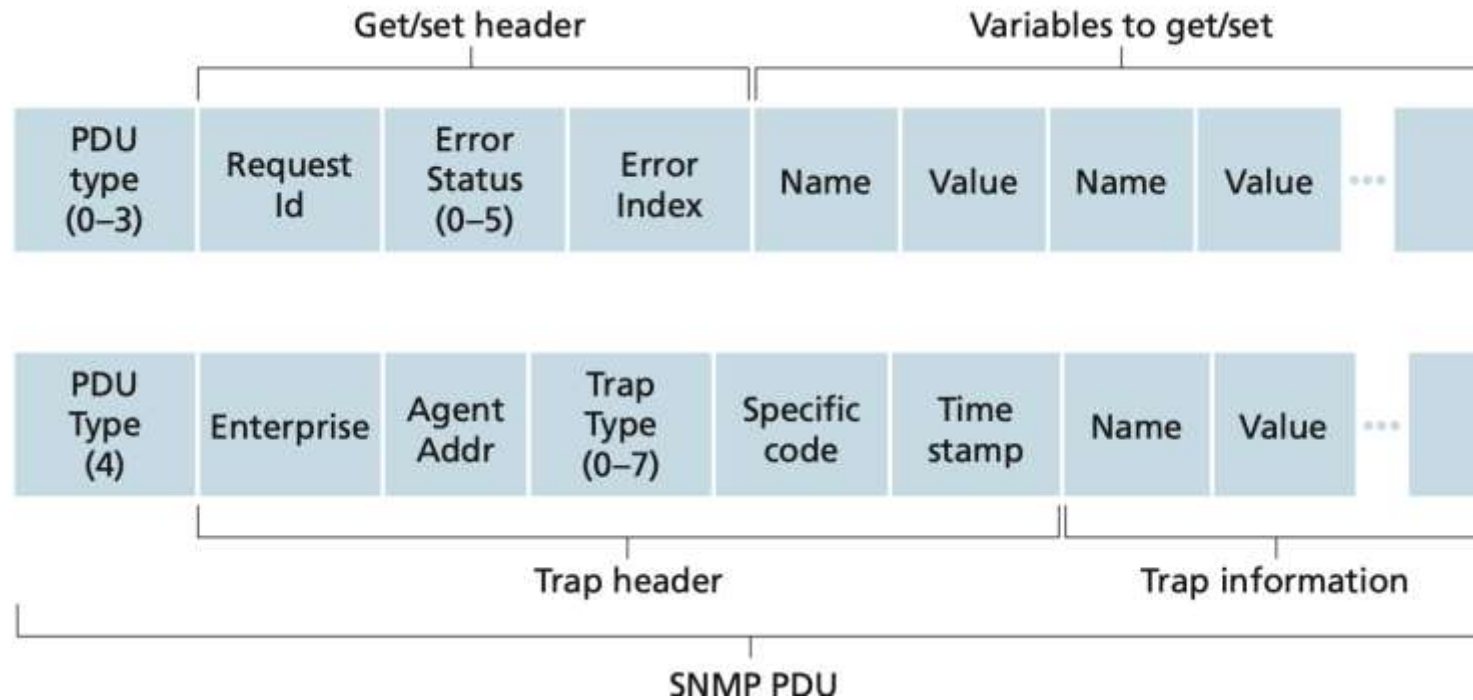 Get/set header
Variables to get/set
PDU
type
(0–3)
Request
Id
Error
Status
(0–5)
Error
Index
Name
Value
Name
Value
...
PDU
Type
(4)
Enterprise
Agent
Addr
Trap
Type
(0–7)
Specific
code
Time
stamp
Name
Value
...
Trap header
Trap information
SNMP PDU